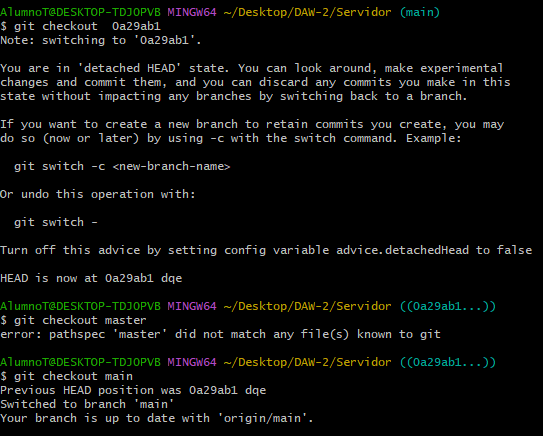 AlumnoT@DESKTOP-TDJOPVB MINGW64 ~/Desktop/DAW-2/Servidor (main)
$ git checkout  0a29ab1
Note: switching to '0a29ab1'.

You are in 'detached HEAD' state. You can look around, make experimental
changes and commit them, and you can discard any commits you make in this
state without impacting any branches by switching back to a branch.

If you want to create a new branch to retain commits you create, you may
do so (now or later) by using -c with the switch command. Example:

  git switch -c <new-branch-name>

Or undo this operation with:

  git switch -

Turn off this advice by setting config variable advice.detachedHead to false

HEAD is now at 0a29ab1 dqe

AlumnoT@DESKTOP-TDJOPVB MINGW64 ~/Desktop/DAW-2/Servidor ((0a29ab1...))
$ git checkout master
error: pathspec 'master' did not match any file(s) known to git

AlumnoT@DESKTOP-TDJOPVB MINGW64 ~/Desktop/DAW-2/Servidor ((0a29ab1...))
$ git checkout main
Previous HEAD position was 0a29ab1 dqe
Switched to branch 'main'
Your branch is up to date with 'origin/main'.